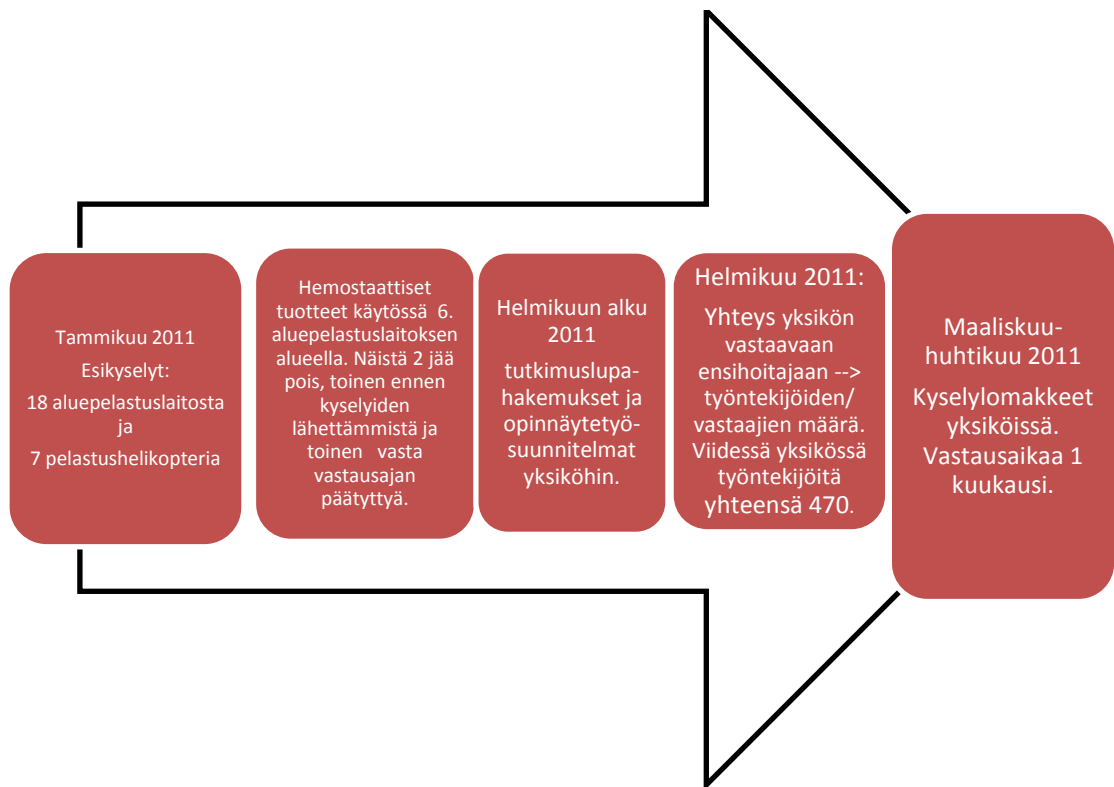 Tammikuu 2011
Esikyselyt:
18 aluepelastuslaitosta
ja
7 pelastushelikopteria
Hemostaattiset
tuotteet käytössä 6.
aluepelastuslaitoksen
alueella. Näistä 2 jää
pois, toinen ennen
kyselyiden
lähettämmistä ja
toinen vasta
vastausajan
päätyttyä.
Helmikuun alku
2011
tutkimuslupa-
hakemukset ja
opinnäytetyö-
suunnitelmat
yksiköhin.
Helmikuu 2011:
Yhteys yksikön
vastaavaan
ensihoitajaan -->
työntekijöiden/
vastaajien määrä.
Viidessä yksikössä
työntekijöitä
yhteensä 470.
Maaliskuu-
huhtikuu 2011
Kyselylomakkeet
yksiköissä.
Vastausaikaa 1
kuukausi.